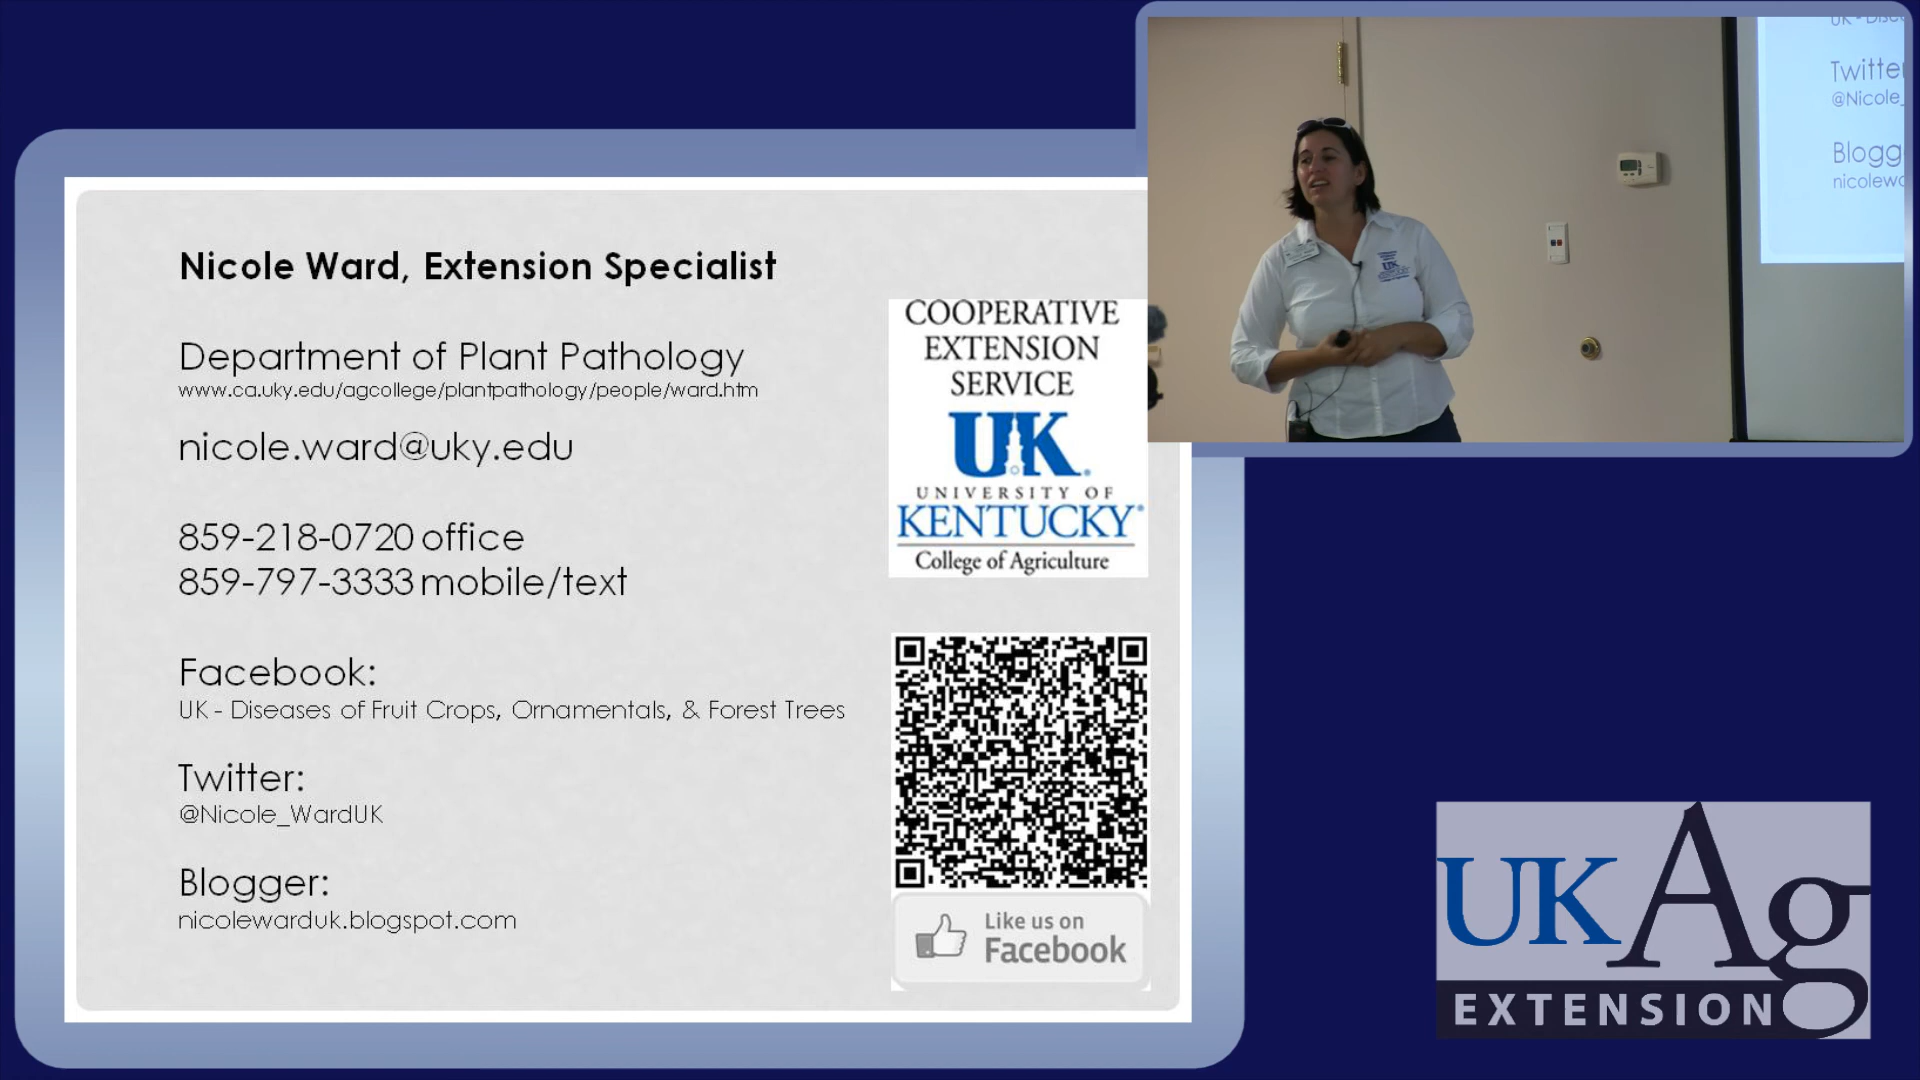 Nicole Ward, Extension Specialist
Department of Plant Pathology
www.ca.uky.edu/agcollege/plantpathology/people/ward.htm
nicole.ward@uky.edu
859-218-0720 office
859-797-3333 mobile/text
Facebook:
UK - Diseases of Fruit Crops, Ornamentals, & Forest Trees
Twitter:
@Nicole_WardUK
Blogger:
nicolewarduk.blogspot.com
COOPERATIVE
EXTENSION
SERVICE
UK
UNIVERSITY OF
KENTUCKY
College of Agriculture
Like us on
Facebook
Twitte
@Nicole_
Blogg
nicolewa
UK
UKAg
EXTENSION